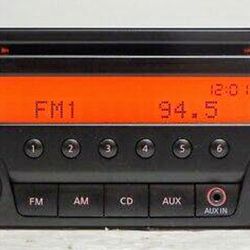 12:01
FM1 94.5
1 2 3 4 5 6
FM AM CD AUX
AUX IN